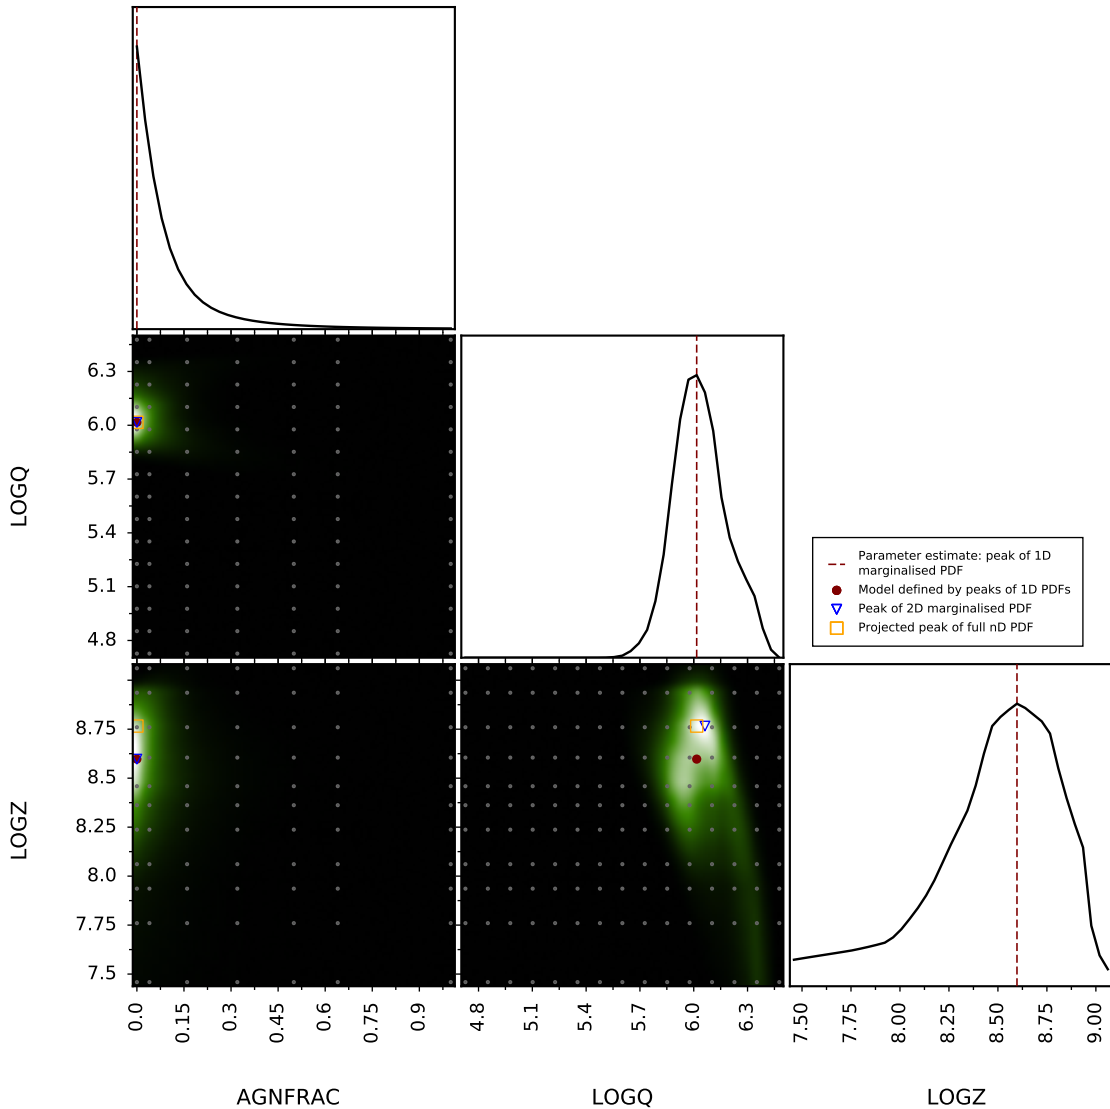 6.3
6.0
5.7
5.4
5.1
4.8
LOGQ
Parameter estimate: peak of 1D
marginalised PDF
Model defined by peaks of 1D PDFs
Peak of 2D marginalised PDF
Projected peak of full nD PDF
8.75
8.5
8.25
8.0
7.75
7.5
LOGZ
0.0 0.15 0.3 0.45 0.6 0.75 0.9
4.8 5.1 5.4 5.7 6.0 6.3
7.50 7.75 8.00 8.25 8.50 8.75 9.00
AGNFRAC LOGQ LOGZ